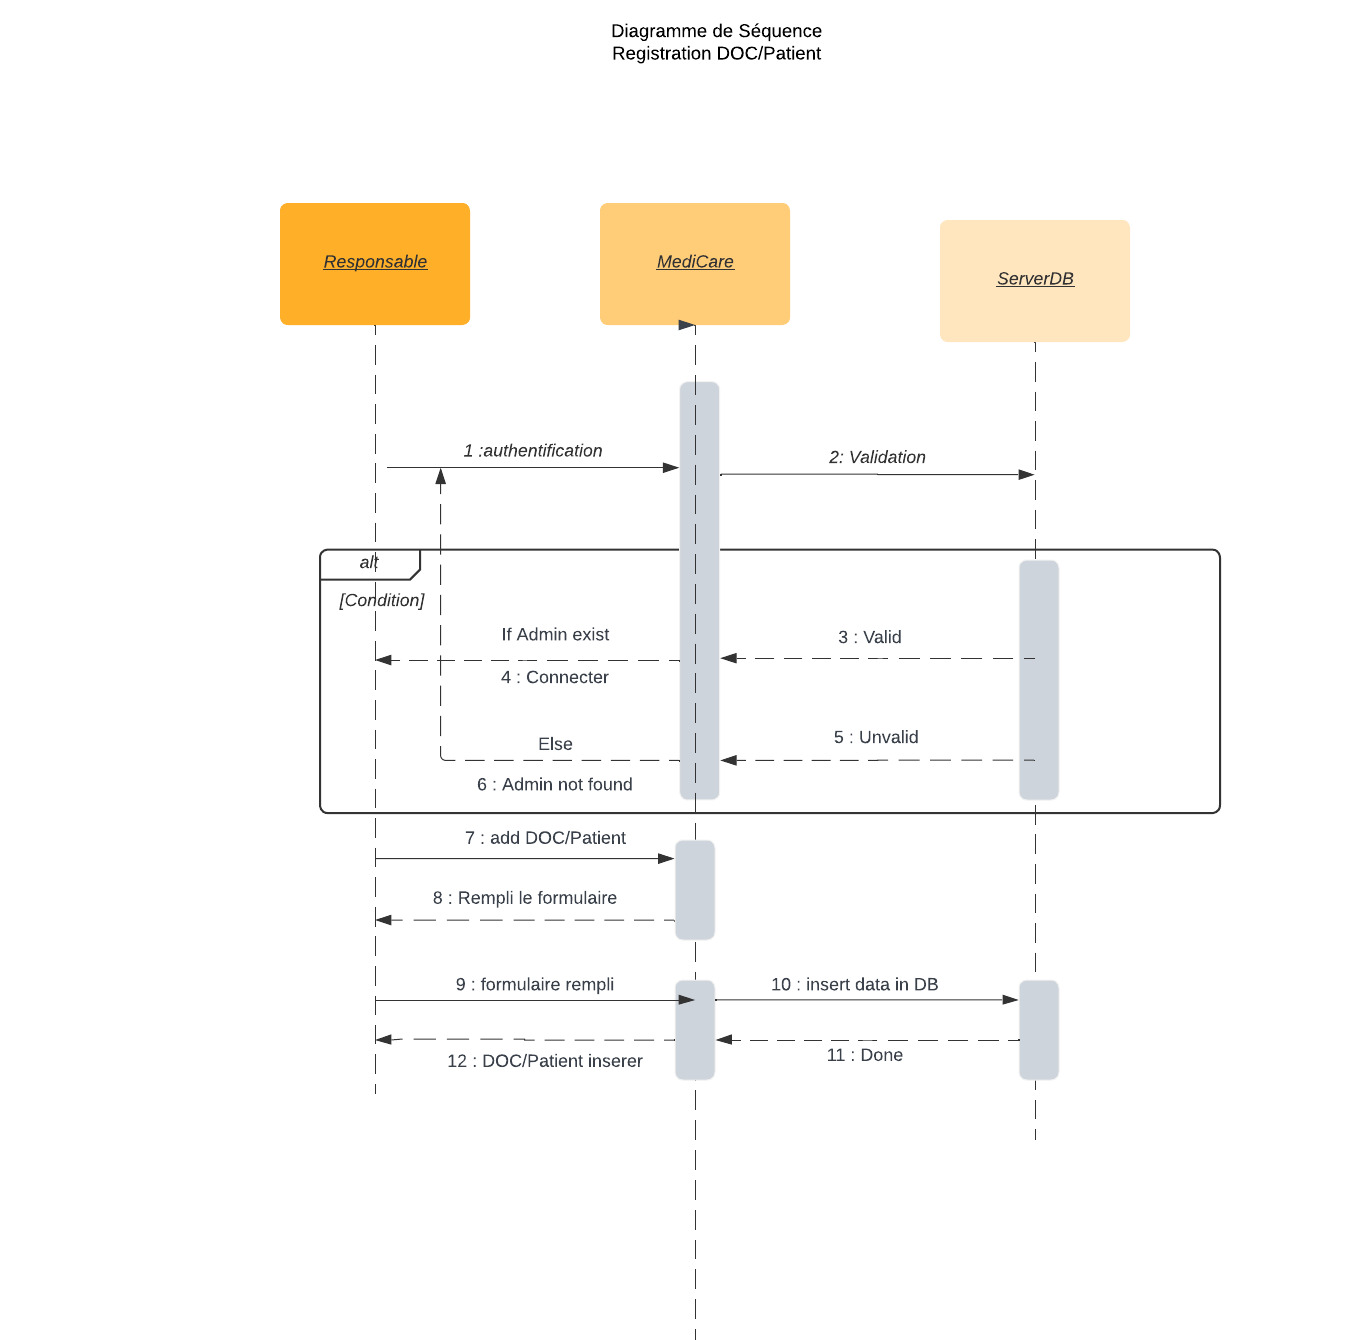 Diagramme de Séquence
Registration DOC/Patient
Responsable
MediCare
ServerDB
1 :authentification
2: Validation
alt
[Condition]
If Admin exist
3 : Valid
4 : Connecter
Else
5 : Unvalid
6 : Admin not found
7 : add DOC/Patient
8 : Rempli le formulaire
9 : formulaire rempli
10 : insert data in DB
11 : Done
12 : DOC/Patient inserer